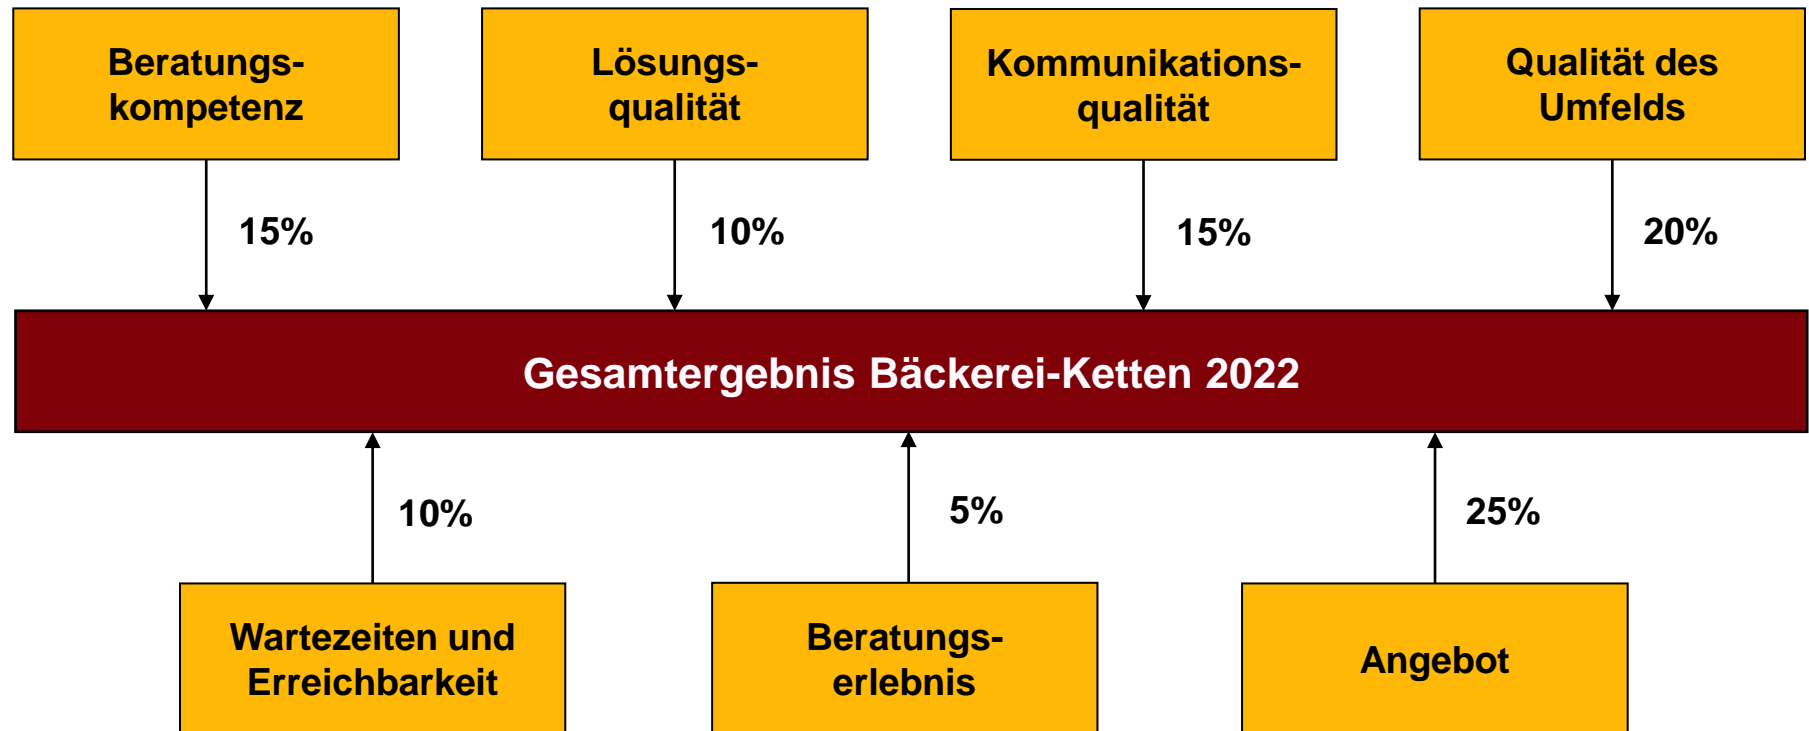 Beratungs-
kompetenz
Lösungs-
qualität
Kommunikations-
qualität
Qualität des
Umfelds
15%
10%
15%
20%
Gesamtergebnis Bäckerei-Ketten 2022
10%
5%
25%
Wartezeiten und
Erreichbarkeit
Beratungs-
erlebnis
Angebot